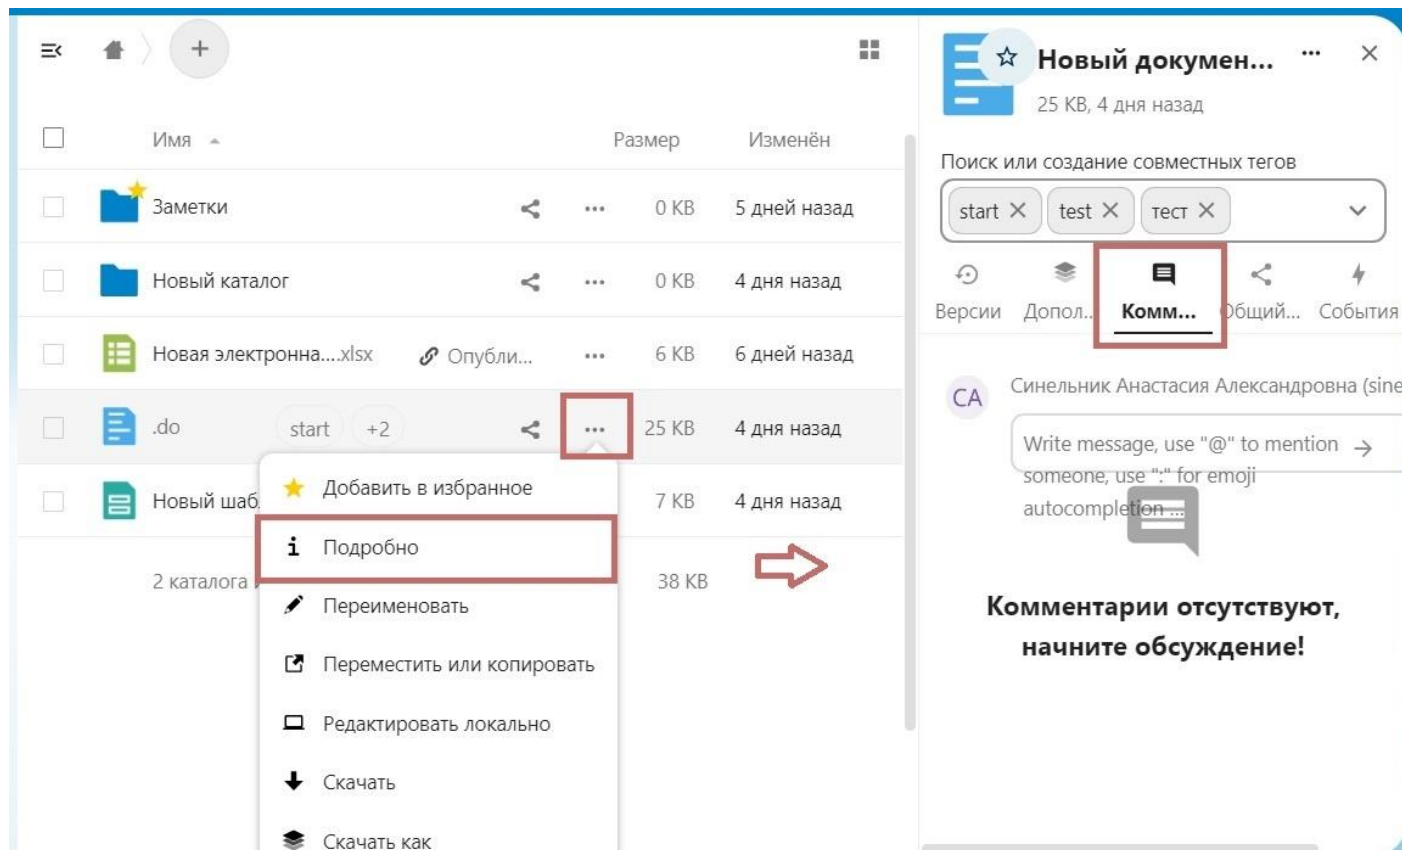 Имя
Размер
Изменён
Заметки
0 KB
5 дней назад
Новый каталог
0 KB
4 дня назад
Новая электронна....xlsx
Опубли...
6 KB
6 дней назад
.do
start
+2
25 KB
4 дня назад
Новый шаб
7 KB
4 дня назад
2 каталога
38 KB
Добавить в избранное
Подробно
Переименовать
Переместить или копировать
Редактировать локально
Скачать
Скачать как
Новый докумен...
25 KB, 4 дня назад
Поиск или создание совместных тегов
start
test
тест
Версии
Допол...
Комм...
Общий...
События
CA
Синельник Анастасия Александровна (sine
Write message, use "@" to mention
someone, use ":" for emoji
autocompletion ...
Комментарии отсутствуют,
начните обсуждение!